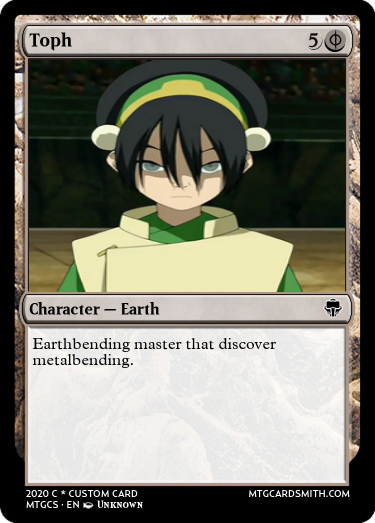 Toph 5
Character — Earth
Earthbending master that discover
metalbending.
2020 C * CUSTOM CARD MTGCARDSMITH.COM
MTGCS · EN UNKNOWN